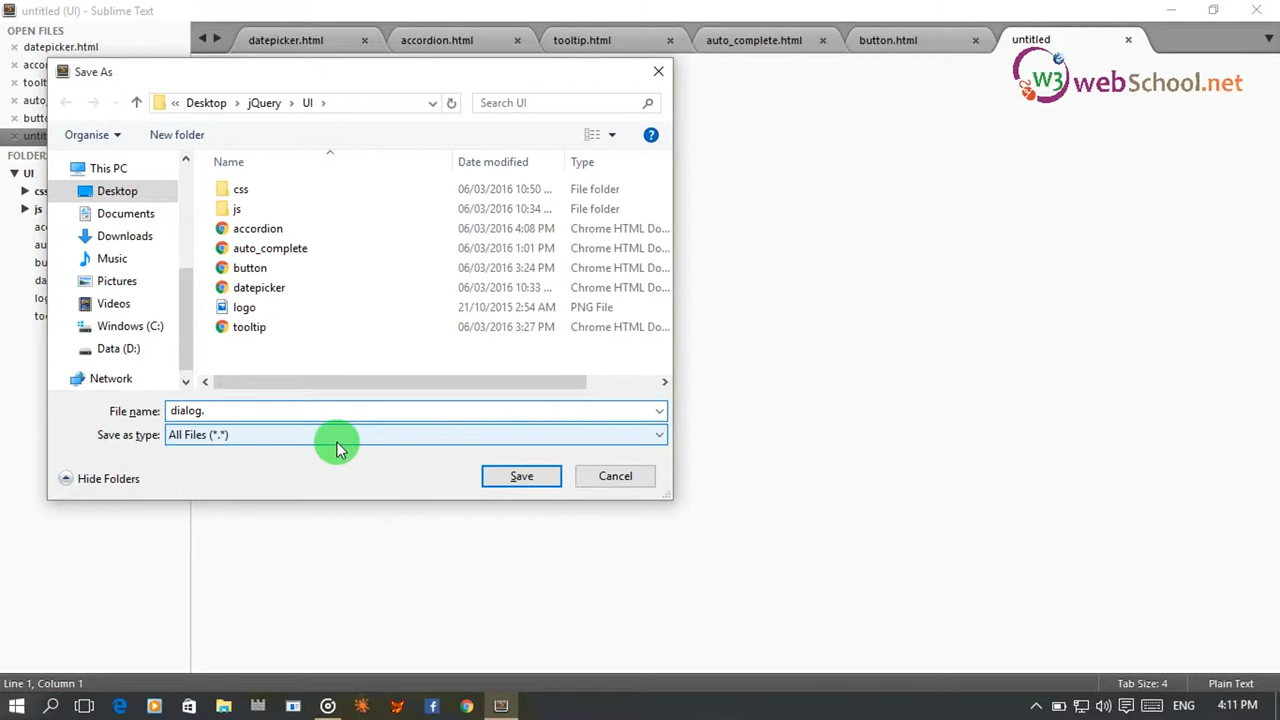 untitled (UI) - Sublime Text
OPEN FILES
datepicker.html
datepicker.html
accordion.html
tooltip.html
auto_complete.html
button.html
untitled
W3 webSchool.net
FOLDERS
UI
css
js
Save As
« Desktop › jQuery › UI ›
Search UI
Organise
New folder
This PC
Desktop
Documents
Downloads
Music
Pictures
Videos
Windows (C:)
Data (D:)
Network
Name Date modified Type
css 06/03/2016 10:50 ... File folder
js 06/03/2016 10:34 ... File folder
accordion 06/03/2016 4:08 PM Chrome HTML Do...
auto_complete 06/03/2016 1:01 PM Chrome HTML Do...
button 06/03/2016 3:24 PM Chrome HTML Do...
datepicker 06/03/2016 10:33 ... Chrome HTML Do...
logo 21/10/2015 2:54 AM PNG File
tooltip 06/03/2016 3:27 PM Chrome HTML Do...
File name: dialog.
Save as type: All Files (*.*)
Hide Folders
Save
Cancel
Line 1, Column 1
Tab Size: 4
Plain Text
ENG
4:11 PM